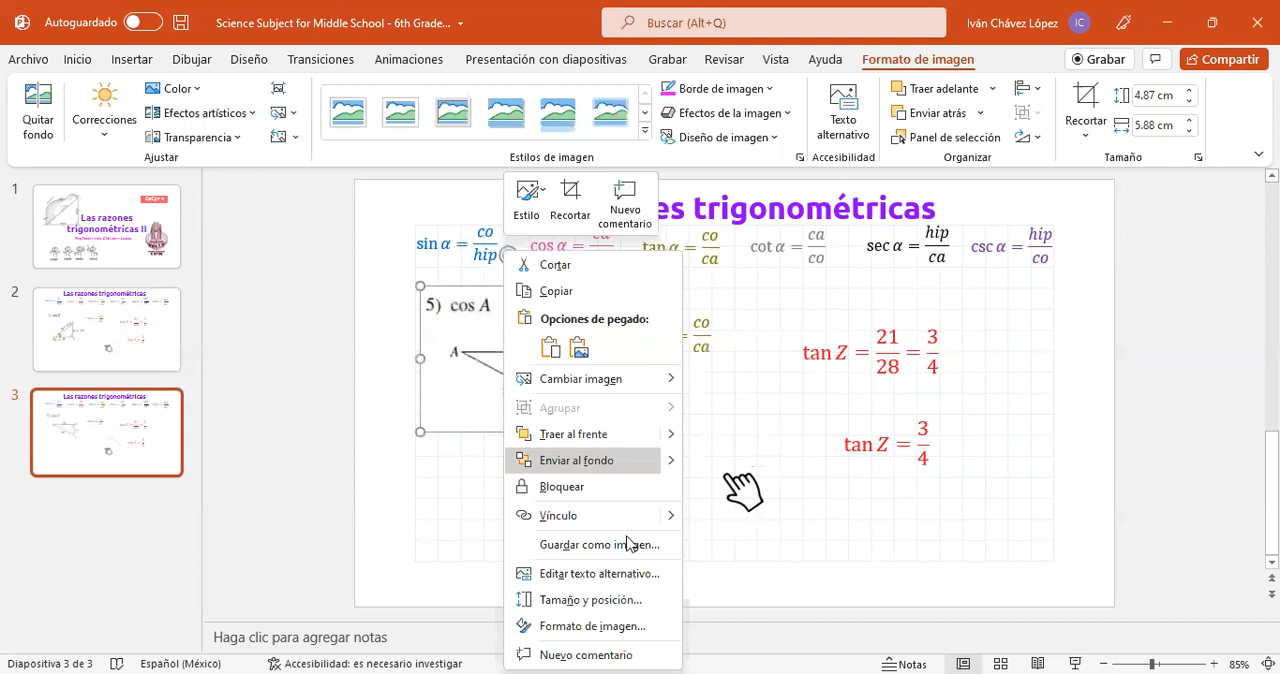 Autoguardado
Science Subject for Middle School - 6th Grade...
Buscar (Alt+Q)
Iván Chávez López
IC
Archivo Inicio Insertar Dibujar Diseño Transiciones Animaciones Presentación con diapositivas Grabar Revisar Vista Ayuda Formato de imagen
Grabar
Compartir
Quitar fondo
Correcciones
Color
Efectos artísticos
Transparencia
Ajustar
Estilos de imagen
Borde de imagen
Efectos de la imagen
Diseño de imagen
Texto alternativo
Accesibilidad
Traer adelante
Enviar atrás
Panel de selección
Organizar
Recortar
4.87 cm
5.88 cm
Tamaño
1
Las razones
trigonométricas II
2
Las razones trigonométricas
3
Las razones trigonométricas
Estilo
Recortar
Nuevo comentario
es trigonométricas
sin α = co/hip
cos α = ca
tan α = co/ca
cot α = ca/co
sec α = hip/ca
csc α = hip/co
5) cos A
A
= co/ca
tan Z = 21/28 = 3/4
tan Z = 3/4
Cortar
Copiar
Opciones de pegado:
Cambiar imagen
Agrupar
Traer al frente
Enviar al fondo
Bloquear
Vínculo
Guardar como imagen...
Editar texto alternativo...
Tamaño y posición...
Formato de imagen...
Nuevo comentario
Haga clic para agregar notas
Diapositiva 3 de 3
Español (México)
Accesibilidad: es necesario investigar
Notas
85%